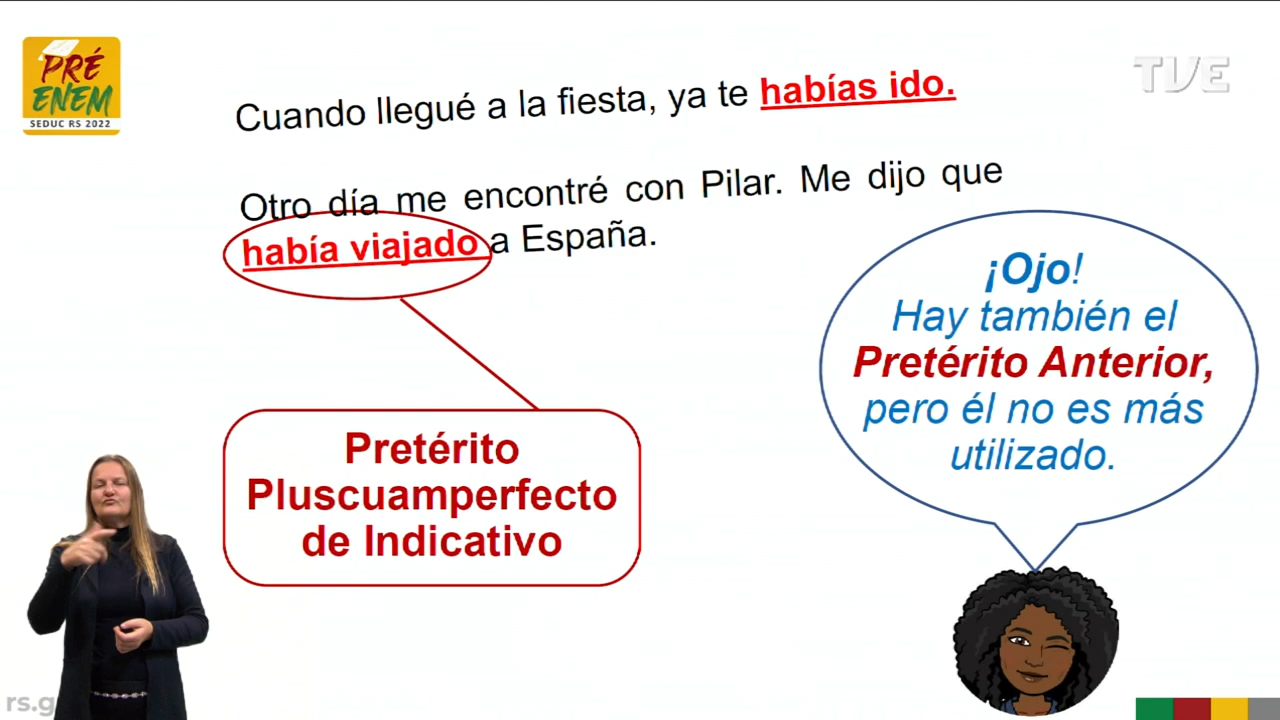 PRÉ
ENEM
SEDUC RS 2022
TVE
Cuando llegué a la fiesta, ya te habías ido.
Otro día me encontré con Pilar. Me dijo que
había viajado a España.
¡Ojo!
Hay también el
Pretérito Anterior,
pero él no es más
utilizado.
Pretérito
Pluscuamperfecto
de Indicativo
rs.g